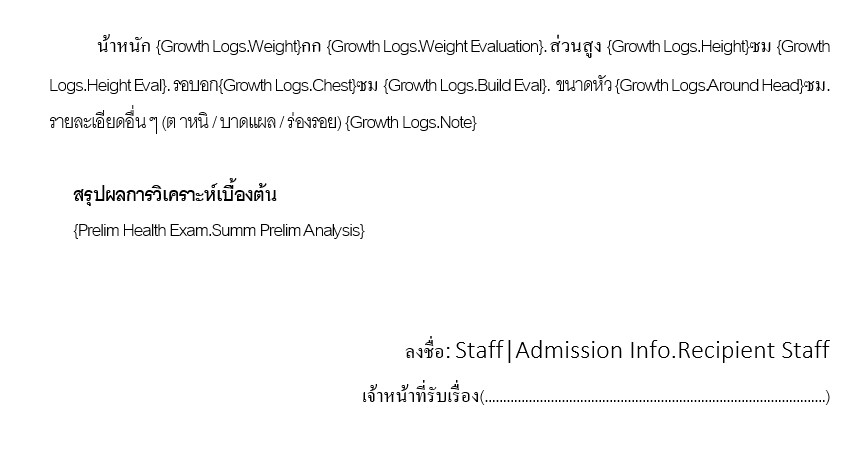 น้ำหนัก {Growth Logs.Weight}กก {Growth Logs.Weight Evaluation}. ส่วนสูง {Growth Logs.Height}ซม {Growth
Logs.Height Eval}. รอบอก{Growth Logs.Chest}ซม {Growth Logs.Build Eval}. ขนาดหัว {Growth Logs.Around Head}ซม.
รายละเอียดอื่น ๆ (ต าหนิ / บาดแผล / ร่องรอย) {Growth Logs.Note}
สรุปผลการวิเคราะห์เบื้องต้น
{Prelim Health Exam.Summ Prelim Analysis}
ลงชื่อ: Staff|Admission Info.Recipient Staff
เจ้าหน้าที่รับเรื่อง(..............................................................................................)